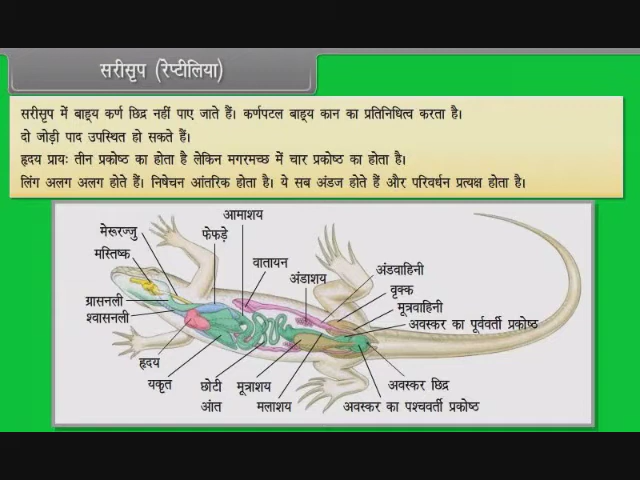 सरीसृप (रेप्टीलिया)
सरीसृप में बाह्य कर्ण छिद्र नहीं पाए जाते हैं। कर्णपटल बाह्य कान का प्रतिनिधित्व करता है।
दो जोड़ी पाद उपस्थित हो सकते हैं।
हृदय प्रायः तीन प्रकोष्ठ का होता है लेकिन मगरमच्छ में चार प्रकोष्ठ का होता है।
लिंग अलग अलग होते हैं। निषेचन आंतरिक होता है। ये सब अंडज होते हैं और परिवर्धन प्रत्यक्ष होता है।
आमाशय
मेरूरज्जु
फेफड़े
मस्तिष्क
वातायन
अंडाशय
अंडवाहिनी
वृक्क
मूत्रवाहिनी
ग्रासनली
श्वासनली
अवस्कर का पूर्ववर्ती प्रकोष्ठ
हृदय
यकृत
छोटी
आंत
मूत्राशय
मलाशय
अवस्कर छिद्र
अवस्कर का पश्चवर्ती प्रकोष्ठ